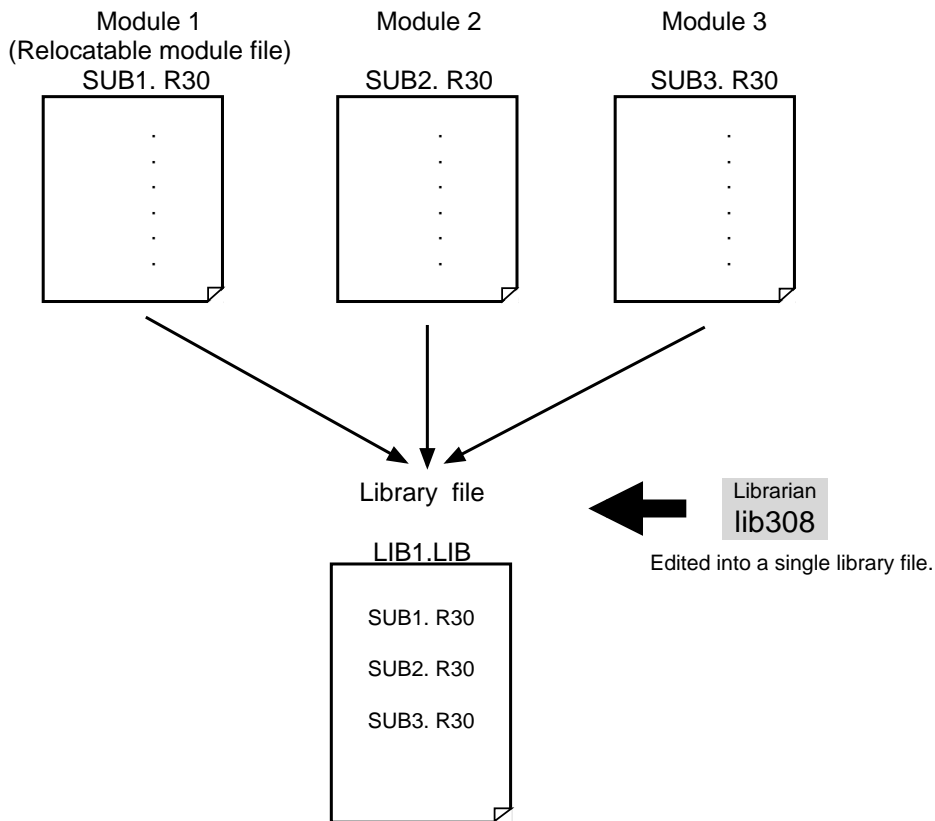 Module 1
(Relocatable module file)
SUB1. R30
Module 2
SUB2. R30
Module 3
SUB3. R30
Library file
LIB1.LIB
SUB1. R30
SUB2. R30
SUB3. R30
Librarian
lib308
Edited into a single library file.